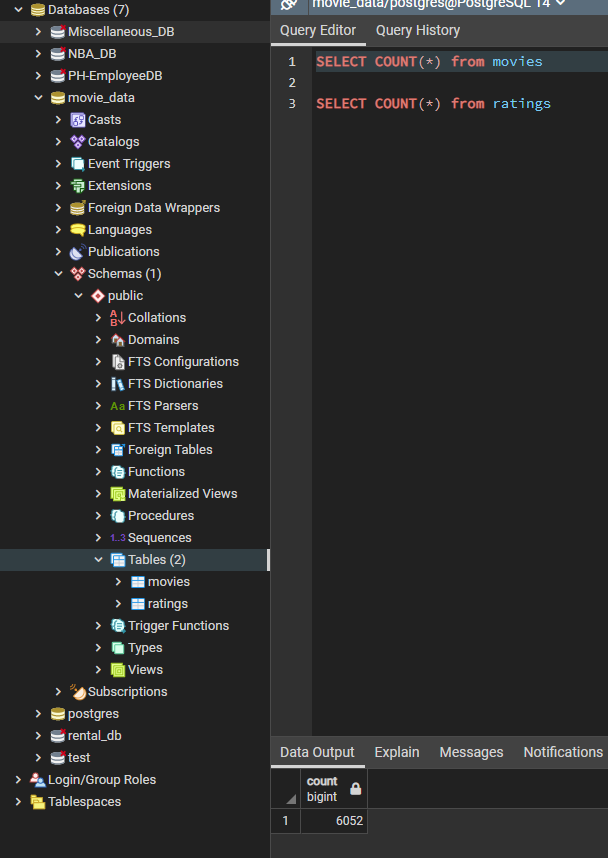 Databases (7)
Miscellaneous_DB
NBA_DB
PH-EmployeeDB
movie_data
Casts
Catalogs
Event Triggers
Extensions
Foreign Data Wrappers
Languages
Publications
Schemas (1)
public
Collations
Domains
FTS Configurations
FTS Dictionaries
Aa FTS Parsers
FTS Templates
Foreign Tables
Functions
Materialized Views
Procedures
1..3 Sequences
Tables (2)
movies
ratings
Trigger Functions
Types
Views
Subscriptions
postgres
rental_db
test
Login/Group Roles
Tablespaces
movie_data/postgres@PostgreSQL 14
Query Editor Query History
1 SELECT COUNT(*) from movies
2
3 SELECT COUNT(*) from ratings
Data Output Explain Messages Notifications
count
bigint
1 6052